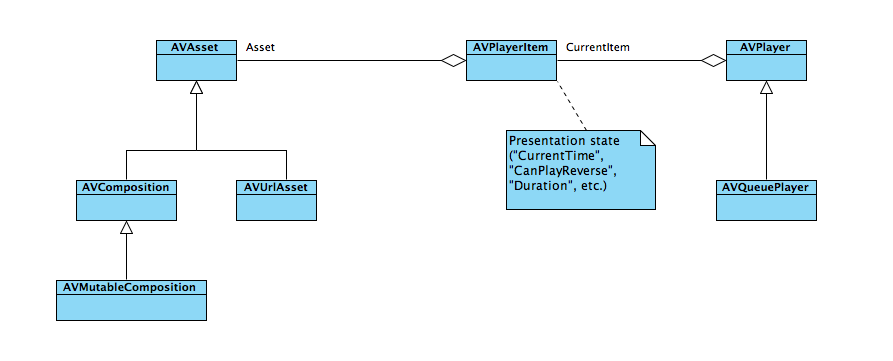 AVAsset
Asset
AVPlayerItem
CurrentItem
AVPlayer
Presentation state
("CurrentTime",
"CanPlayReverse",
"Duration", etc.)
AVComposition
AVUrlAsset
AVQueuePlayer
AVMutableComposition